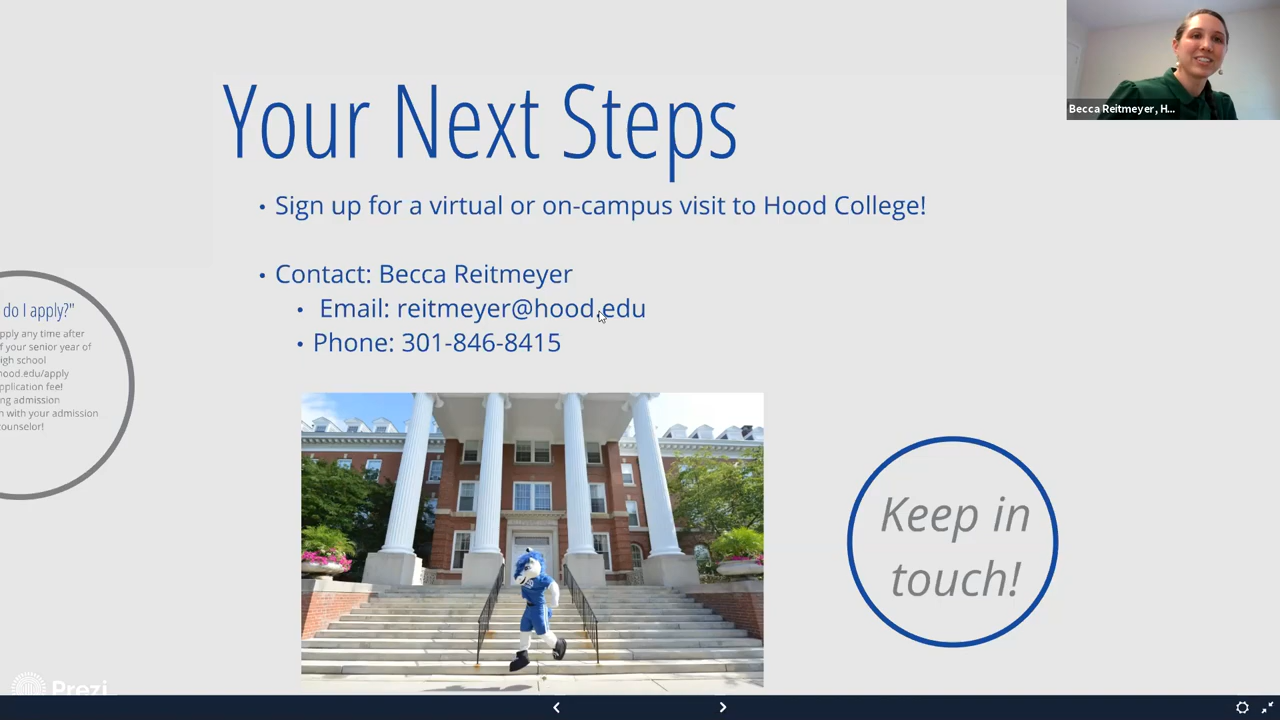 Your Next Steps
Becca Reitmeyer, H...
• Sign up for a virtual or on-campus visit to Hood College!
• Contact: Becca Reitmeyer
• Email: reitmeyer@hood.edu
• Phone: 301-846-8415
do I apply?"
pply any time after
f your senior year of
igh school
hood.edu/apply
pplication fee!
ng admission
n with your admission
ounselor!
Keep in
touch!
Prezi